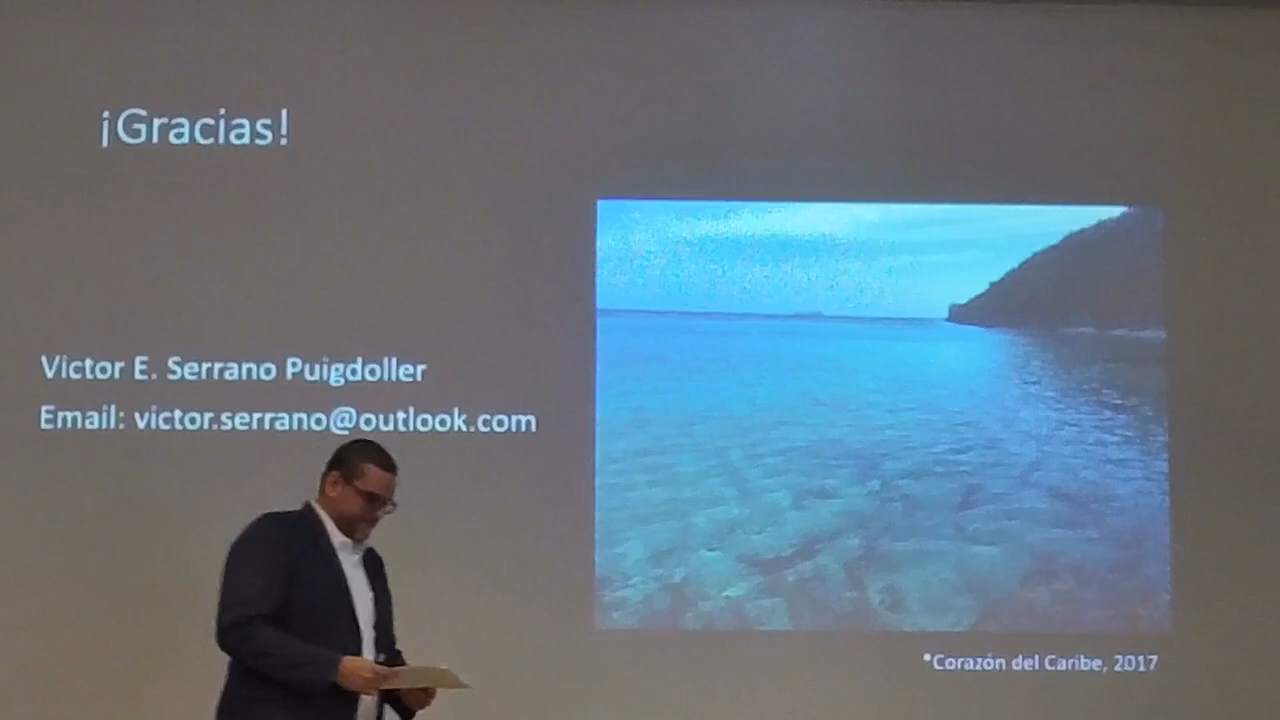 ¡Gracias!
Victor E. Serrano Puigdoller
Email: victor.serrano@outlook.com
*Corazón del Caribe, 2017